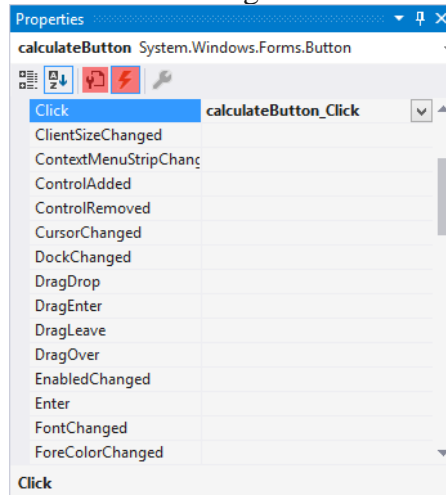 Properties
calculateButton System.Windows.Forms.Button
Click calculateButton_Click
ClientSizeChanged
ContextMenuStripChang
ControlAdded
ControlRemoved
CursorChanged
DockChanged
DragDrop
DragEnter
DragLeave
DragOver
EnabledChanged
Enter
FontChanged
ForeColorChanged
Click